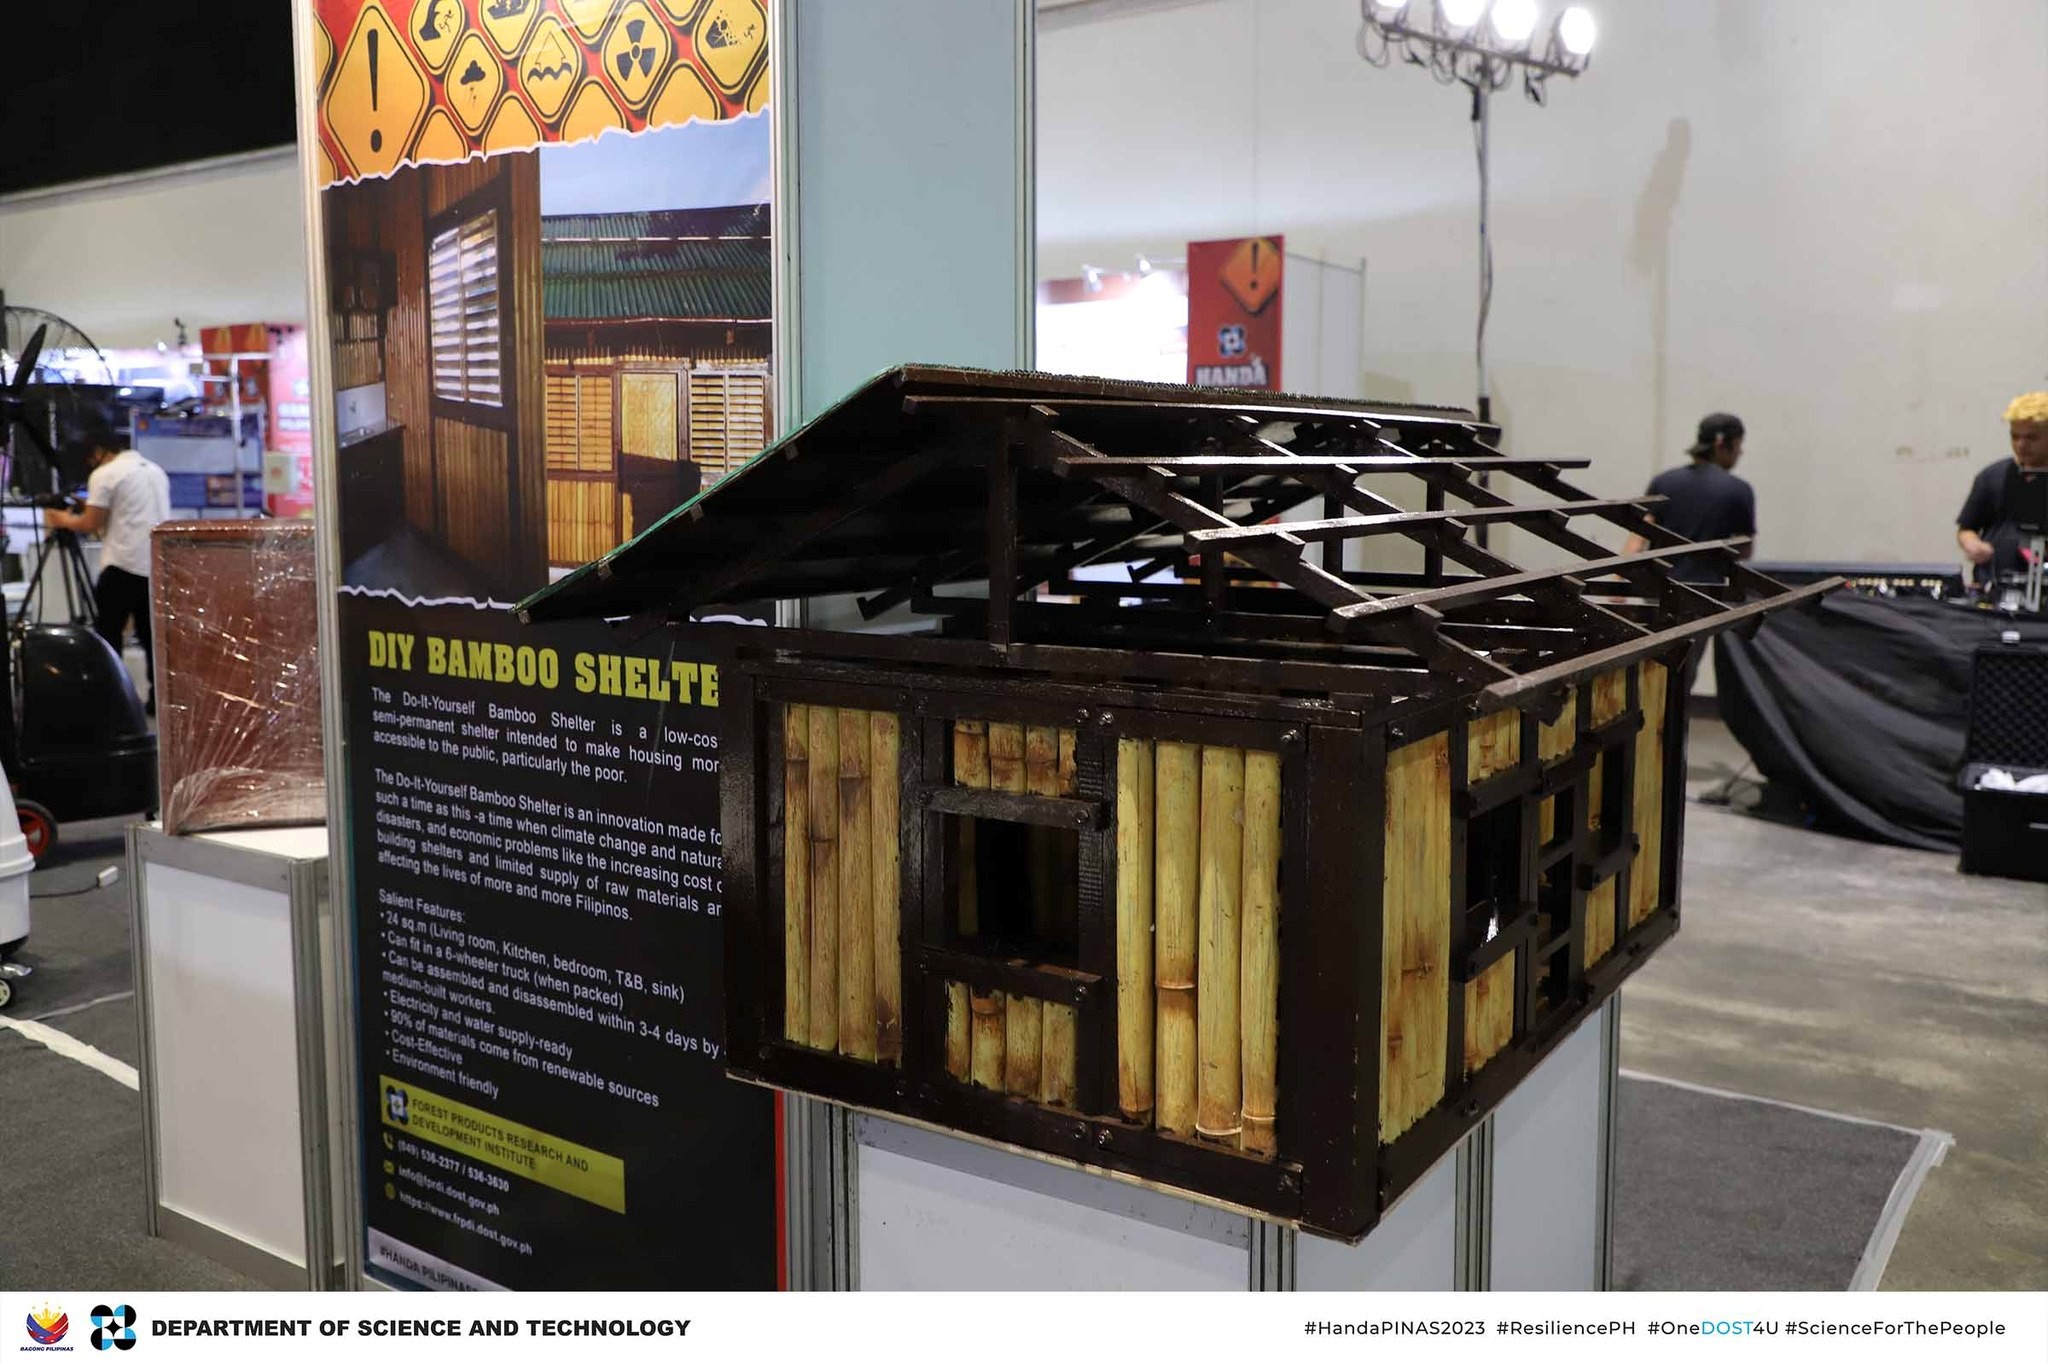 DIY BAMBOO SHELTE
The Do-It-Yourself Bamboo Shelter is a low-cos
semi-permanent shelter intended to make housing mor
accessible to the public, particularly the poor.
The Do-It-Yourself Bamboo Shelter is an innovation made fo
such a time as this -a time when climate change and natura
disasters, and economic problems like the increasing cost o
building shelters and limited supply of raw materials an
affecting the lives of more and more Filipinos.
Salient Features:
• 24 sq.m (Living room, Kitchen, bedroom, T&B, sink)
• Can fit in a 6-wheeler truck (when packed)
• Can be assembled and disassembled within 3-4 days by
medium-built workers.
• Electricity and water supply-ready
• 90% of materials come from renewable sources
• Cost-Effective
• Environment friendly
FOREST PRODUCTS RESEARCH AND
DEVELOPMENT INSTITUTE
(049) 536-2377 / 536-3630
info@fprdi.dost.gov.ph
https://www.frpdi.dost.gov.ph
#HANDA PILIPINAS
HANDA
BAGONG PILIPINAS
DEPARTMENT OF SCIENCE AND TECHNOLOGY
#HandaPINAS2023 #ResiliencePH #OneDOST4U #ScienceForThePeople